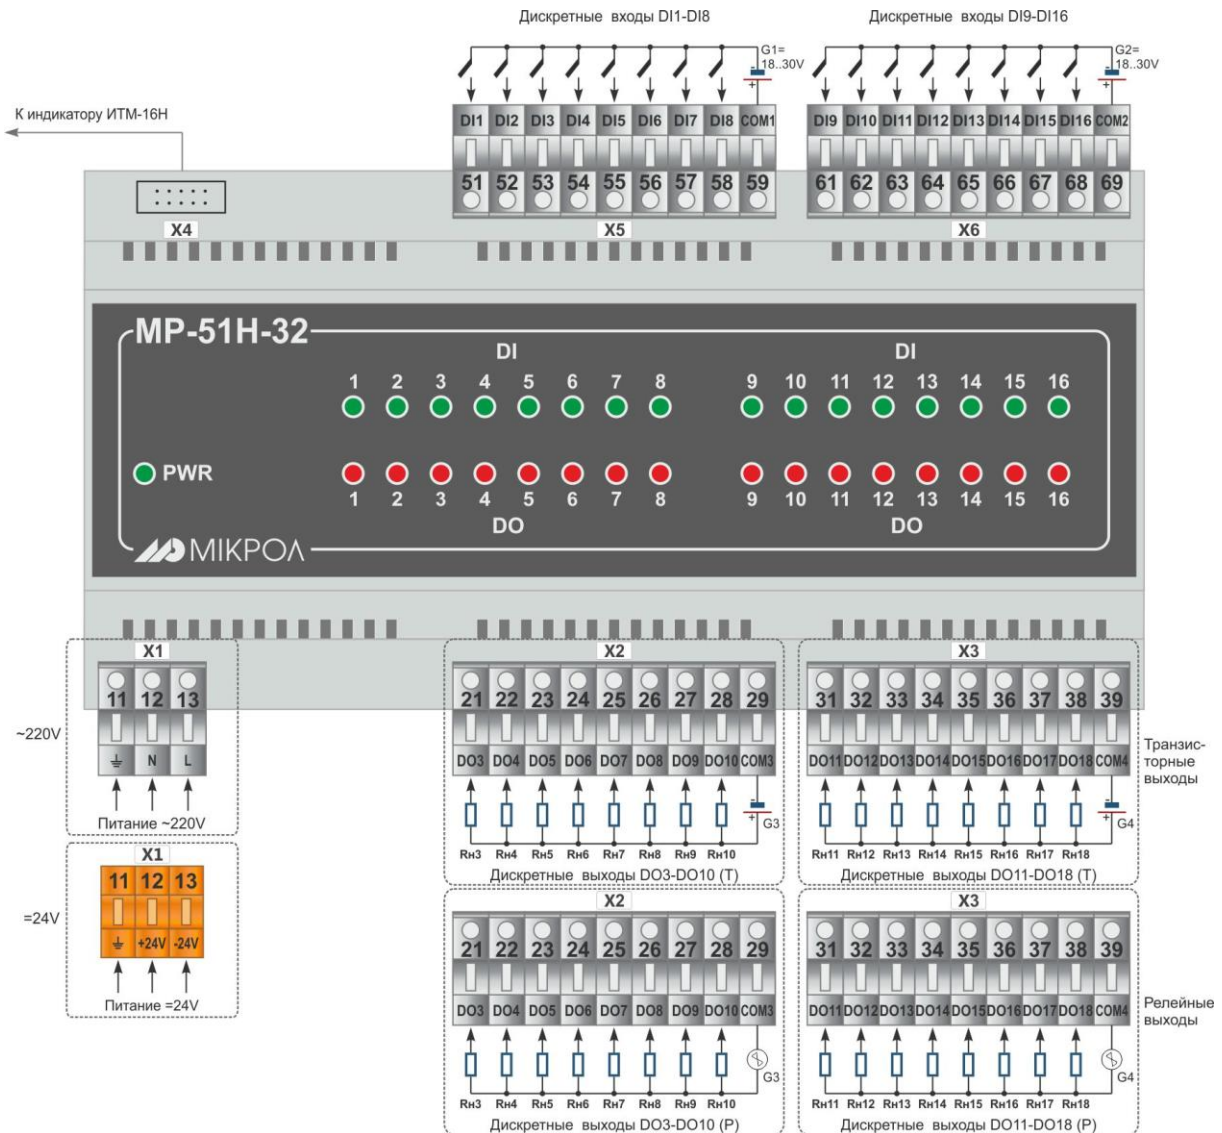 Дискретные входы DI1-DI8
Дискретные входы DI9-DI16
G1=
18..30V
G2=
18..30V
- +
- +
К индикатору ИТМ-16Н
DI1 DI2 DI3 DI4 DI5 DI6 DI7 DI8 COM1
DI9 DI10 DI11 DI12 DI13 DI14 DI15 DI16 COM2
51 52 53 54 55 56 57 58 59
61 62 63 64 65 66 67 68 69
X4
X5
X6
MP-51H-32
DI
DI
1 2 3 4 5 6 7 8
9 10 11 12 13 14 15 16
PWR
1 2 3 4 5 6 7 8
9 10 11 12 13 14 15 16
DO
DO
МІКРОЛ
X1
X2
X3
11 12 13
21 22 23 24 25 26 27 28 29
31 32 33 34 35 36 37 38 39
~220V
N L
DO3 DO4 DO5 DO6 DO7 DO8 DO9 DO10 COM3
DO11 DO12 DO13 DO14 DO15 DO16 DO17 DO18 COM4
Транзис-
торные
выходы
Питание ~220V
- +
G3
- +
G4
Rн3 Rн4 Rн5 Rн6 Rн7 Rн8 Rн9 Rн10
Rн11 Rн12 Rн13 Rн14 Rн15 Rн16 Rн17 Rн18
Дискретные выходы DO3-DO10 (Т)
Дискретные выходы DO11-DO18 (Т)
X1
X2
X3
11 12 13
=24V
+24V -24V
Питание =24V
21 22 23 24 25 26 27 28 29
31 32 33 34 35 36 37 38 39
DO3 DO4 DO5 DO6 DO7 DO8 DO9 DO10 COM3
DO11 DO12 DO13 DO14 DO15 DO16 DO17 DO18 COM4
Релейные
выходы
G3
G4
Rн3 Rн4 Rн5 Rн6 Rн7 Rн8 Rн9 Rн10
Rн11 Rн12 Rн13 Rн14 Rн15 Rн16 Rн17 Rн18
Дискретные выходы DO3-DO10 (Р)
Дискретные выходы DO11-DO18 (Р)